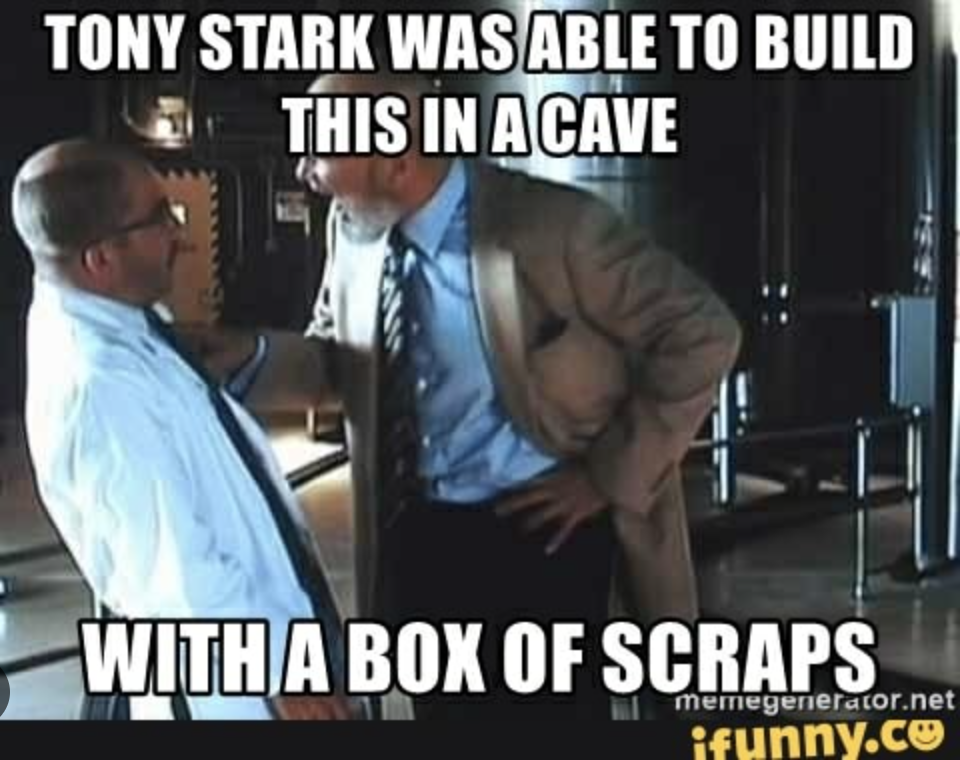 TONY STARK WAS ABLE TO BUILD
THIS IN A CAVE
WITH A BOX OF SCRAPS
memegenerator.net
ifunny.co